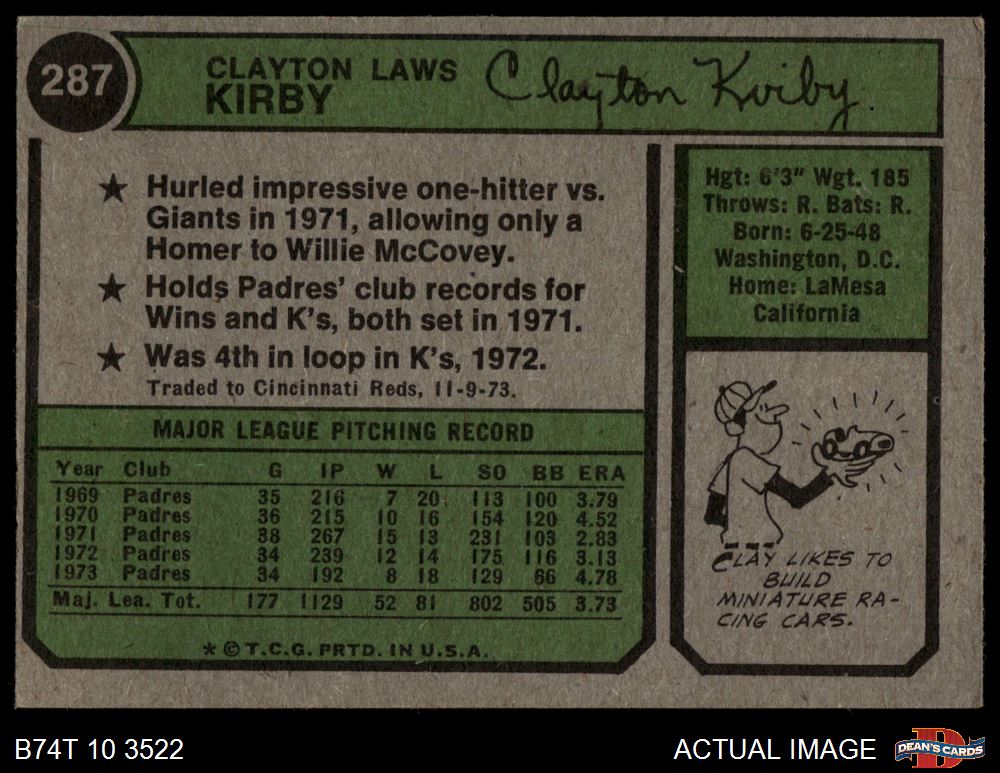 287
CLAYTON LAWS
KIRBY
Clayton Kirby
★ Hurled impressive one-hitter vs.
Giants in 1971, allowing only a
Homer to Willie McCovey.
★ Holds Padres' club records for
Wins and K's, both set in 1971.
★ Was 4th in loop in K's, 1972.
Traded to Cincinnati Reds, 11-9-73.
MAJOR LEAGUE PITCHING RECORD
Year Club G IP W L SO BB ERA
1969 Padres 35 216 7 20 113 100 3.79
1970 Padres 36 215 10 16 154 120 4.52
1971 Padres 38 267 15 13 231 103 2.83
1972 Padres 34 239 12 14 175 116 3.13
1973 Padres 34 192 8 18 129 66 4.78
Maj. Lea. Tot. 177 1129 52 81 802 505 3.73
* © T.C.G. PRTD. IN U.S.A.
Hgt: 6'3" Wgt. 185
Throws: R. Bats: R.
Born: 6-25-48
Washington, D.C.
Home: LaMesa
California
CLAY LIKES TO
BUILD
MINIATURE RA-
CING CARS.
B74T 10 3522
ACTUAL IMAGE
DEAN'S CARDS